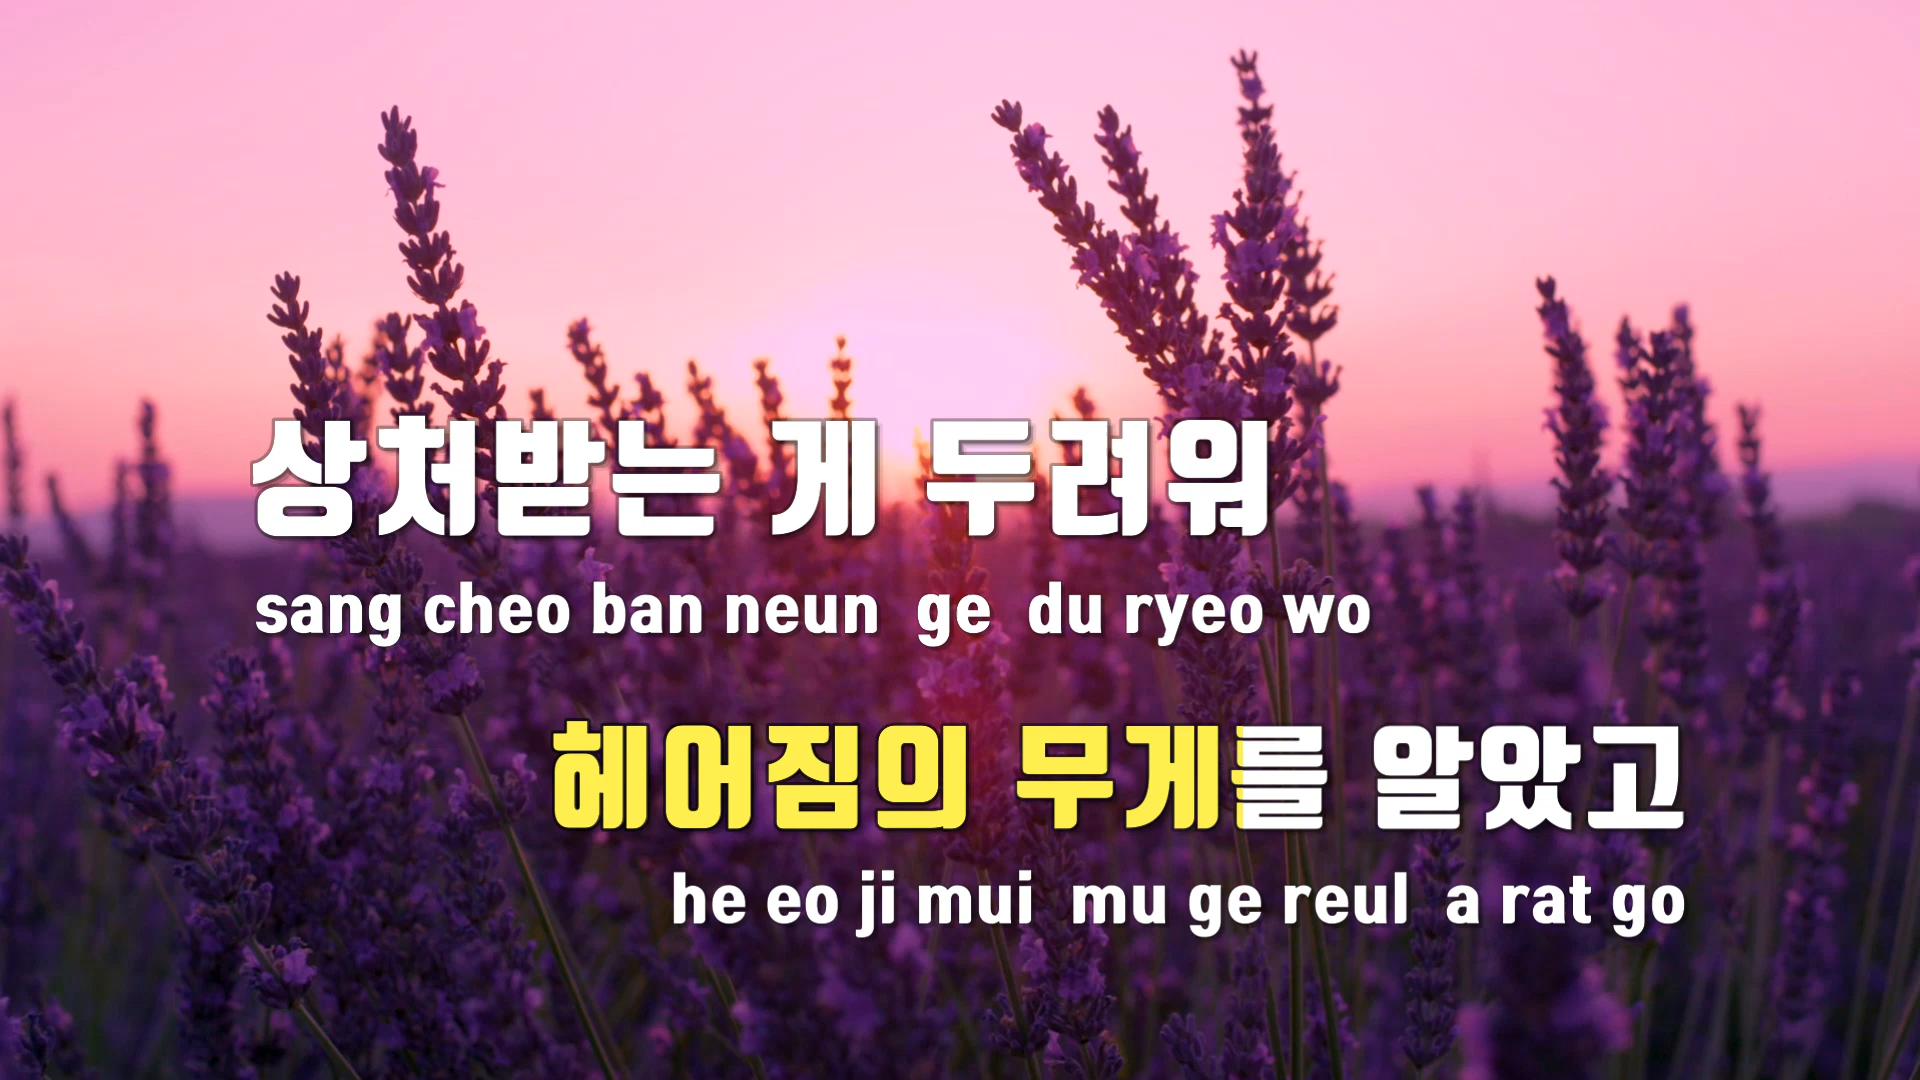 상처받는 게 두려워
sang cheo ban neun ge du ryeo wo
헤어짐의 무게를 알았고
he eo ji mui mu ge reul a rat go